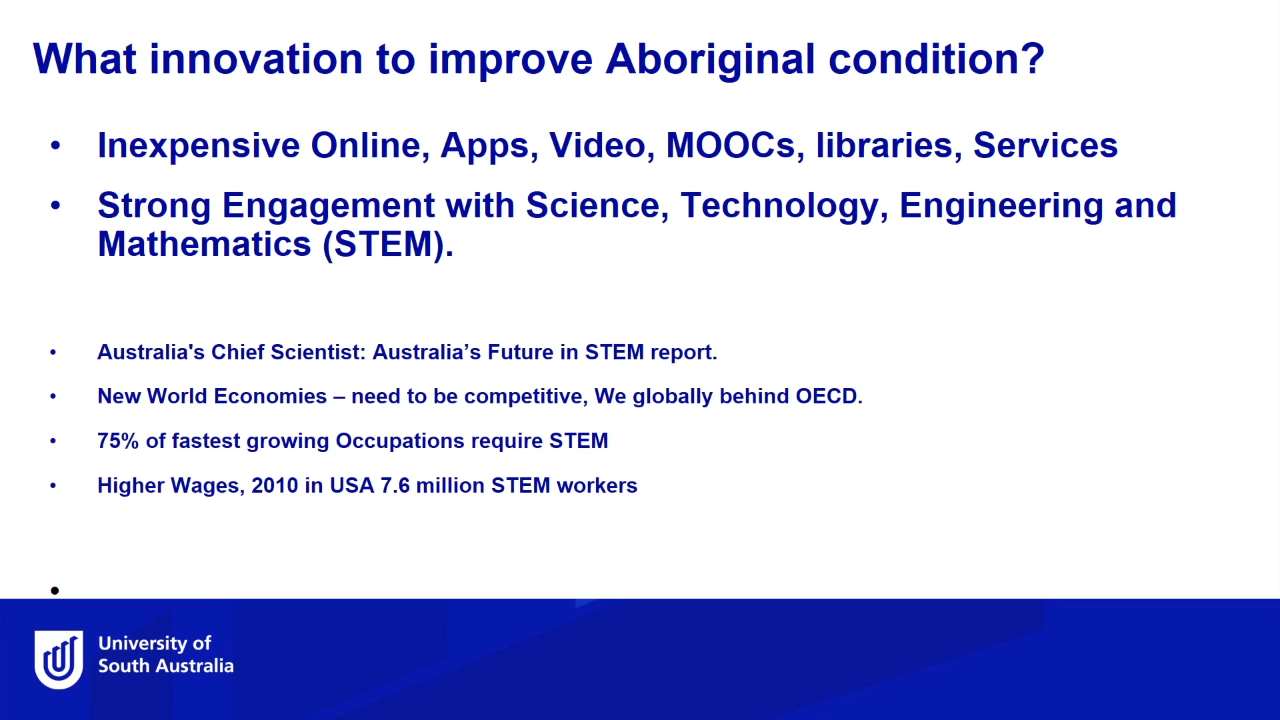 What innovation to improve Aboriginal condition?
• Inexpensive Online, Apps, Video, MOOCs, libraries, Services
• Strong Engagement with Science, Technology, Engineering and
Mathematics (STEM).
• Australia's Chief Scientist: Australia’s Future in STEM report.
• New World Economies – need to be competitive, We globally behind OECD.
• 75% of fastest growing Occupations require STEM
• Higher Wages, 2010 in USA 7.6 million STEM workers
•
University of
South Australia